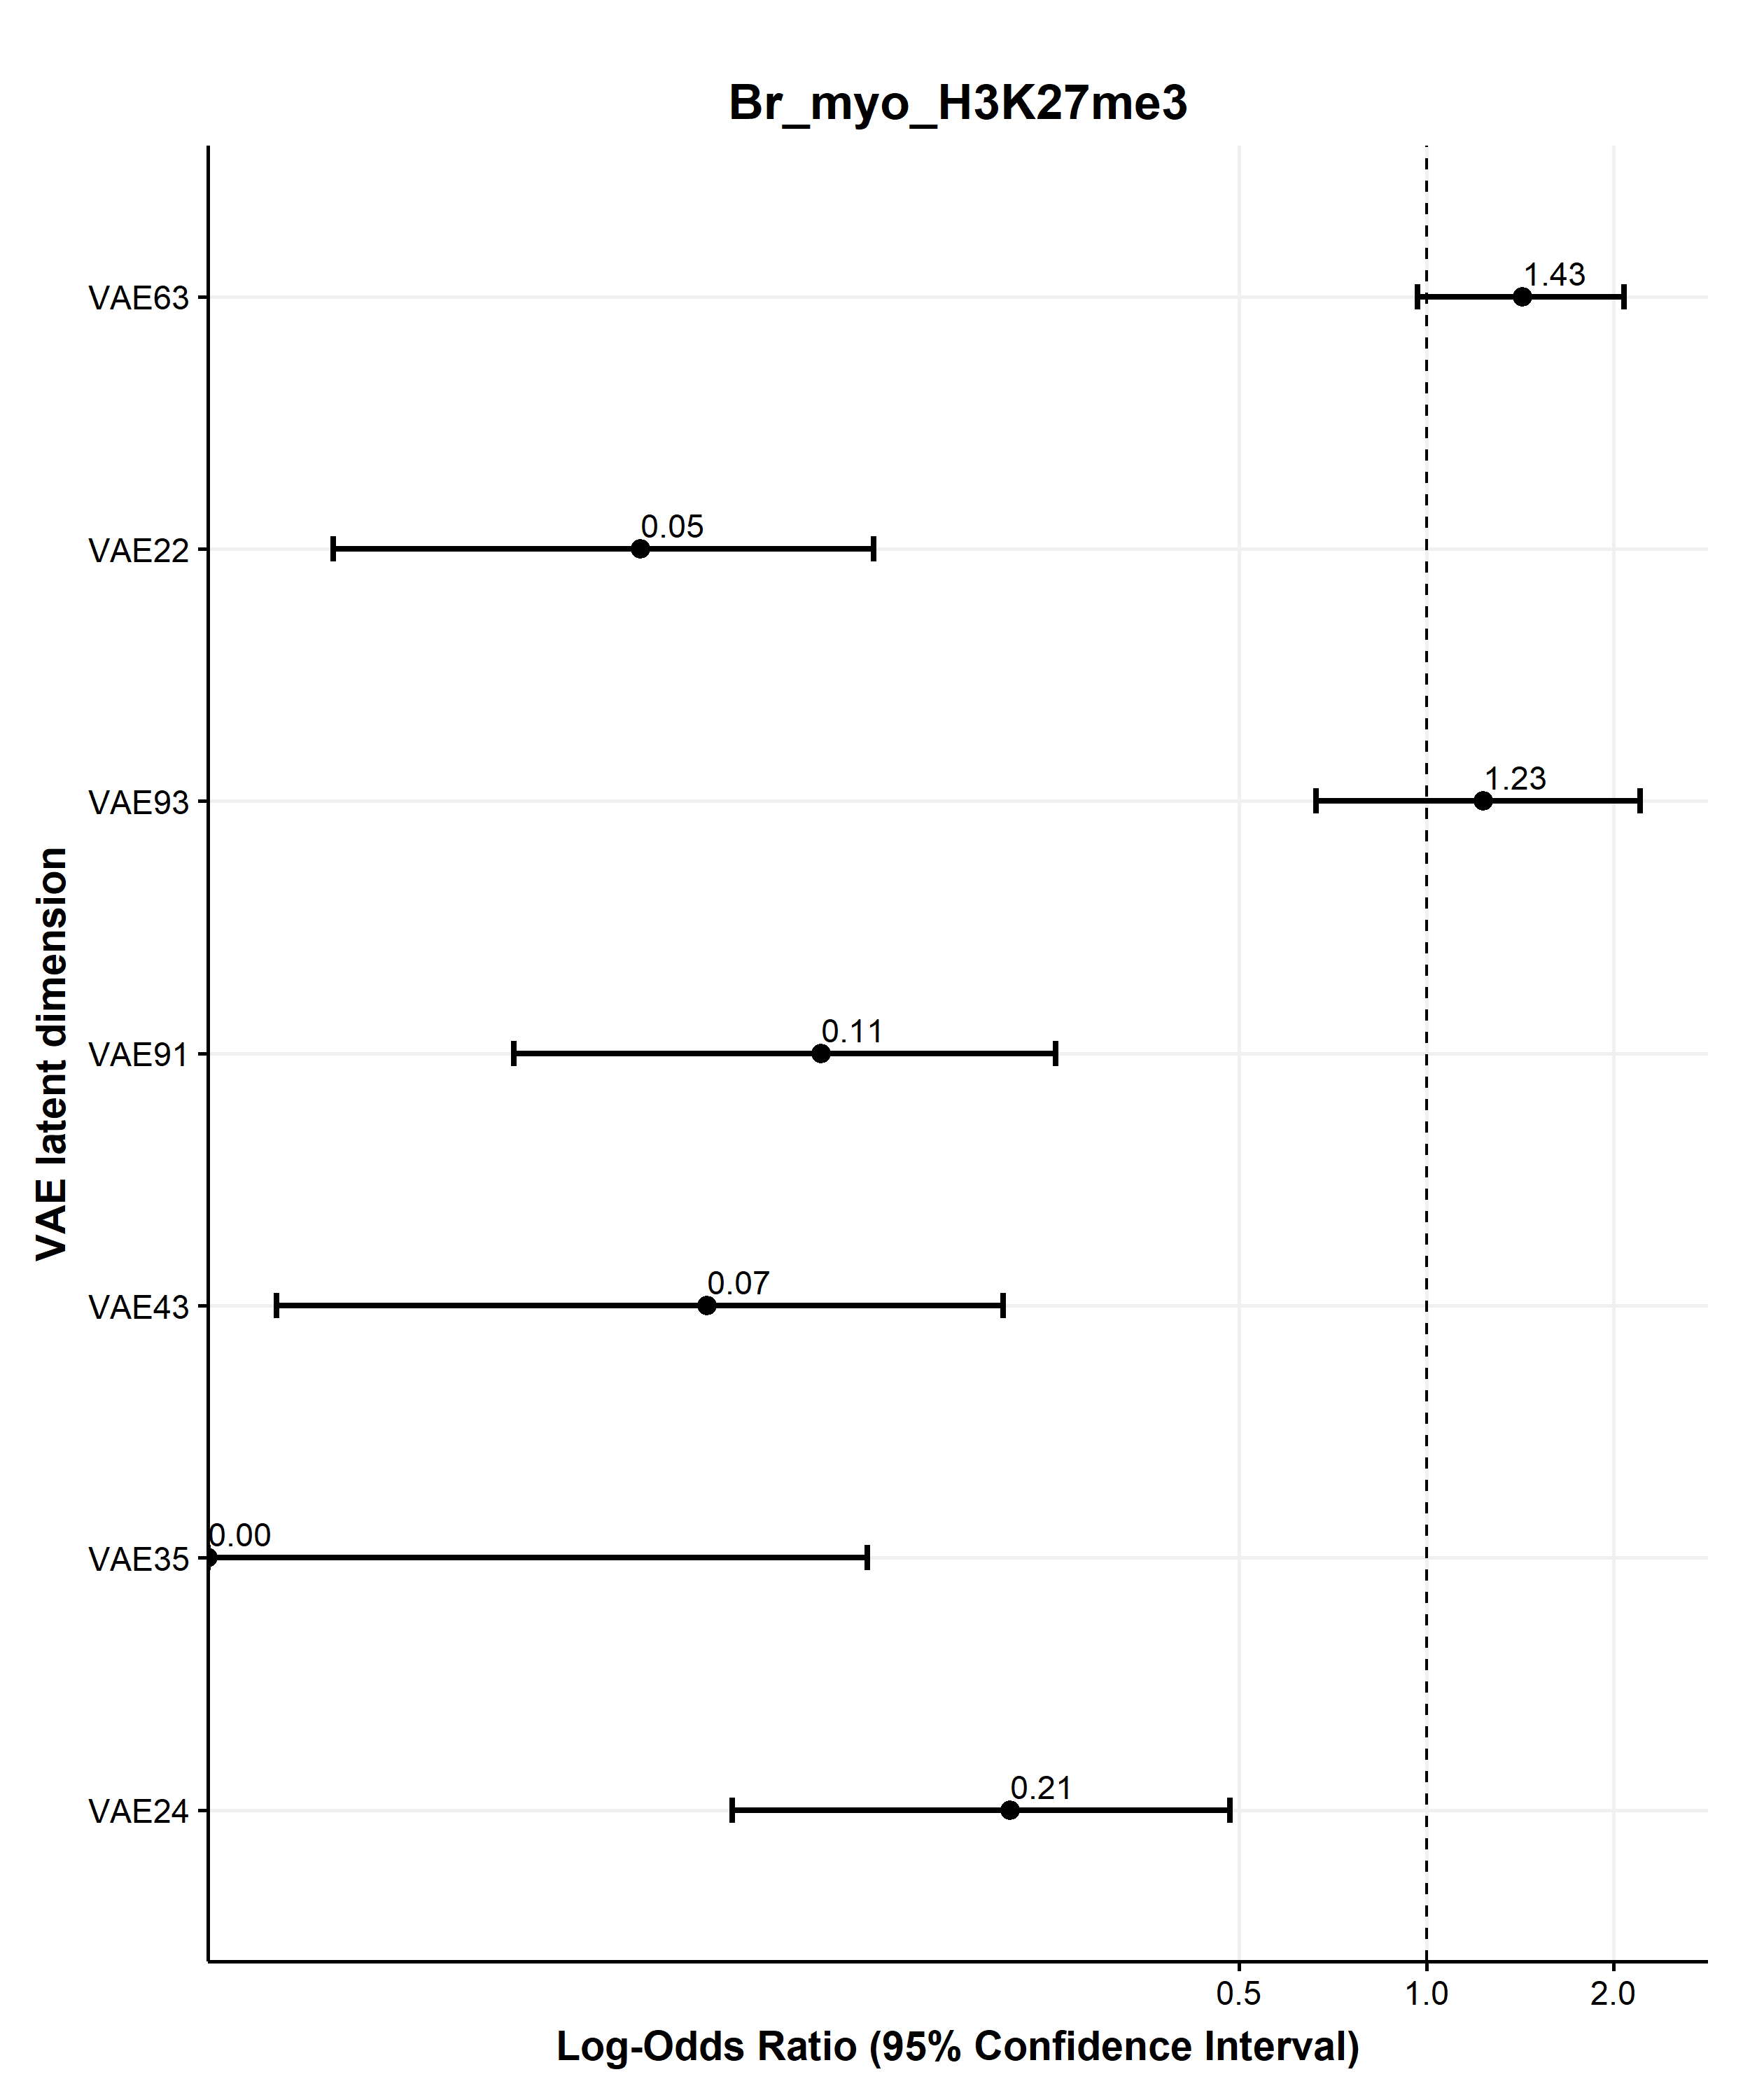 Br_myo_H3K27me3
VAE latent dimension
VAE63
1.43
VAE22
0.05
VAE93
1.23
VAE91
0.11
VAE43
0.07
VAE35
0.00
VAE24
0.21
0.5 1.0 2.0
Log-Odds Ratio (95% Confidence Interval)